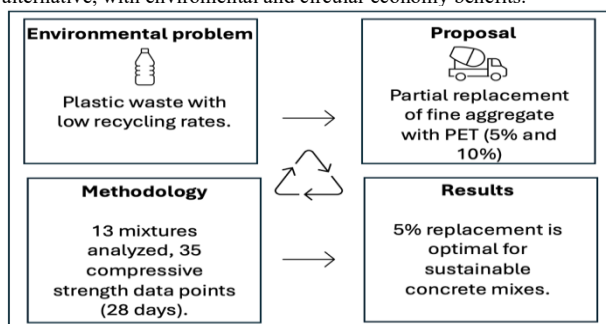 alternative, with enviromental and circular economy benefits.
Environmental problem
Plastic waste with
low recycling rates.
Proposal
Partial replacement
of fine aggregate
with PET (5% and
10%)
Methodology
13 mixtures
analyzed, 35
compressive
strength data points
(28 days).
Results
5% replacement is
optimal for
sustainable
concrete mixes.